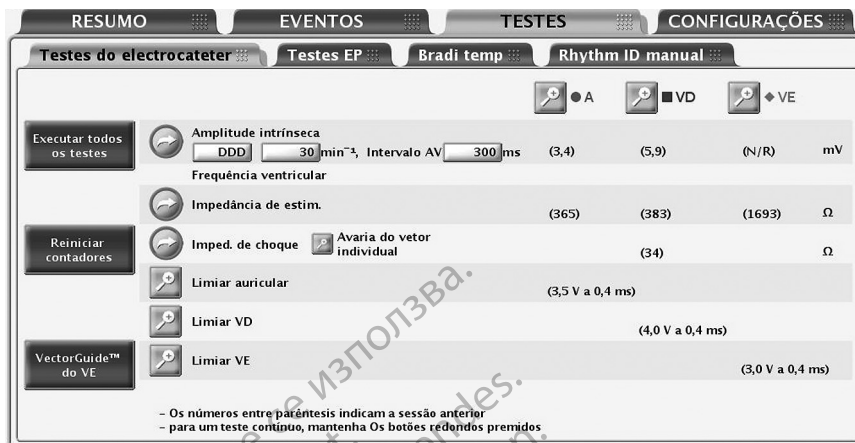 RESUMO EVENTOS TESTES CONFIGURAÇÕES
Testes do electrocateter Testes EP Bradi temp Rhythm ID manual
A VD VE
Executar todos os testes
Amplitude intrínseca
DDD 30 min⁻¹, Intervalo AV 300 ms (3,4) (5,9) (N/R) mV
Frequência ventricular
Impedância de estim. (365) (383) (1693) Ω
Reiniciar contadores
Imped. de choque Avaria do vetor individual (34) Ω
Limiar auricular (3,5 V a 0,4 ms)
Limiar VD (4,0 V a 0,4 ms)
VectorGuide™ do VE
Limiar VE (3,0 V a 0,4 ms)
- Os números entre parêntesis indicam a sessão anterior
- para um teste contínuo, mantenha Os botões redondos premidos
се използва.